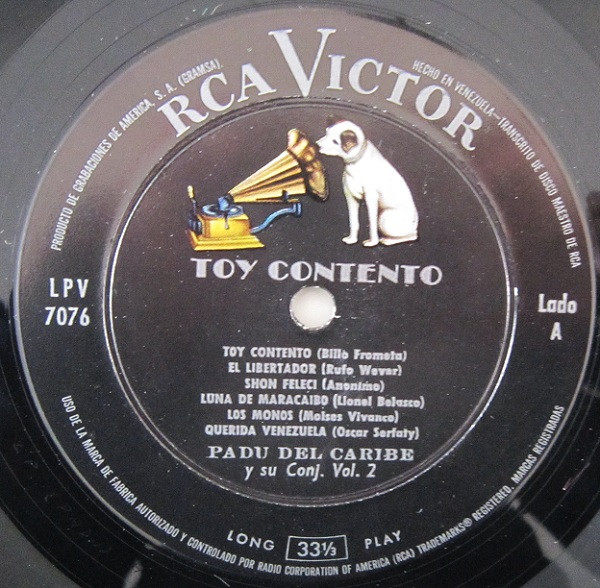 PRODUCTO DE GRABACIONES DE AMERICA, S. A. (GRAMSA).
RCA VICTOR
HECHO EN VENEZUELA—TRANSCRITO DE DISCO MAESTRO DE RCA
TOY CONTENTO
LPV
7076
Lado
A
TOY CONTENTO (Billo Frometa)
EL LIBERTADOR (Rufo Wever)
SHON FELECI (Anonimo)
LUNA DE MARACAIBO (Lionel Belasco)
LOS MONOS (Moises Vivanco)
QUERIDA VENEZUELA (Oscar Serfaty)
PADU DEL CARIBE
y su Conj. Vol. 2
LONG 33⅓ PLAY
USO DE LA MARCA DE FABRICA AUTORIZADO Y CONTROLADO POR RADIO CORPORATION OF AMERICA (RCA) TRADEMARKS® REGISTERED. MARCAS REGISTRADAS